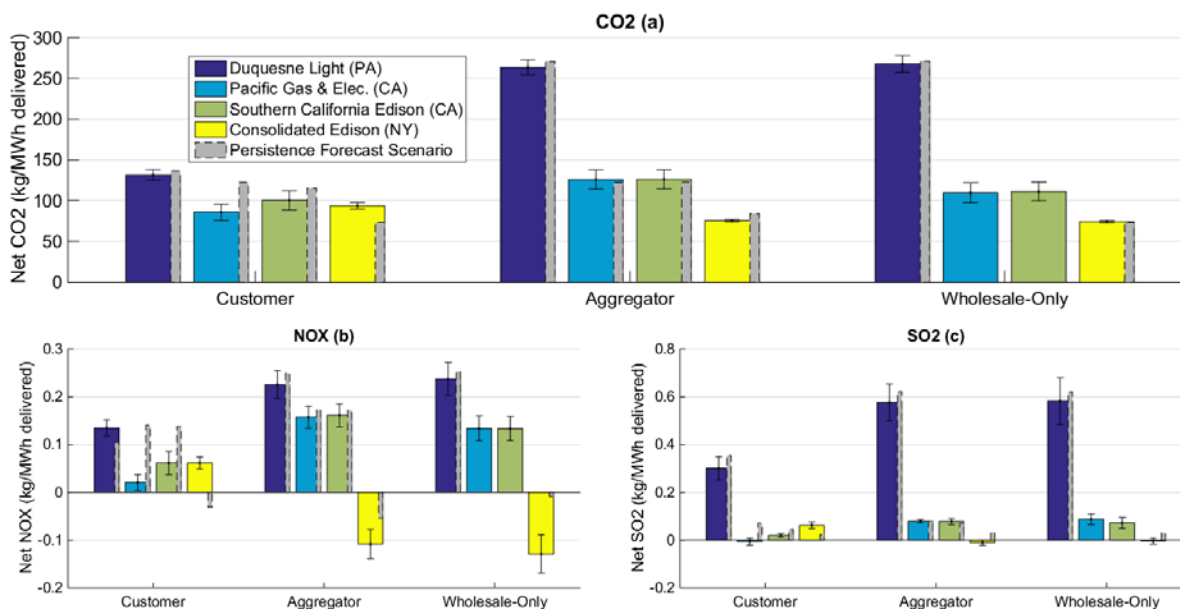 CO2 (a)
Net CO2 (kg/MWh delivered)
300
250
200
150
100
50
0
Duquesne Light (PA)
Pacific Gas & Elec. (CA)
Southern California Edison (CA)
Consolidated Edison (NY)
Persistence Forecast Scenario
Customer Aggregator Wholesale-Only
NOX (b)
Net NOX (kg/MWh delivered)
0.3
0.2
0.1
0
-0.1
-0.2
Customer Aggregator Wholesale-Only
SO2 (c)
Net SO2 (kg/MWh delivered)
0.8
0.6
0.4
0.2
0
-0.2
Customer Aggregator Wholesale-Only